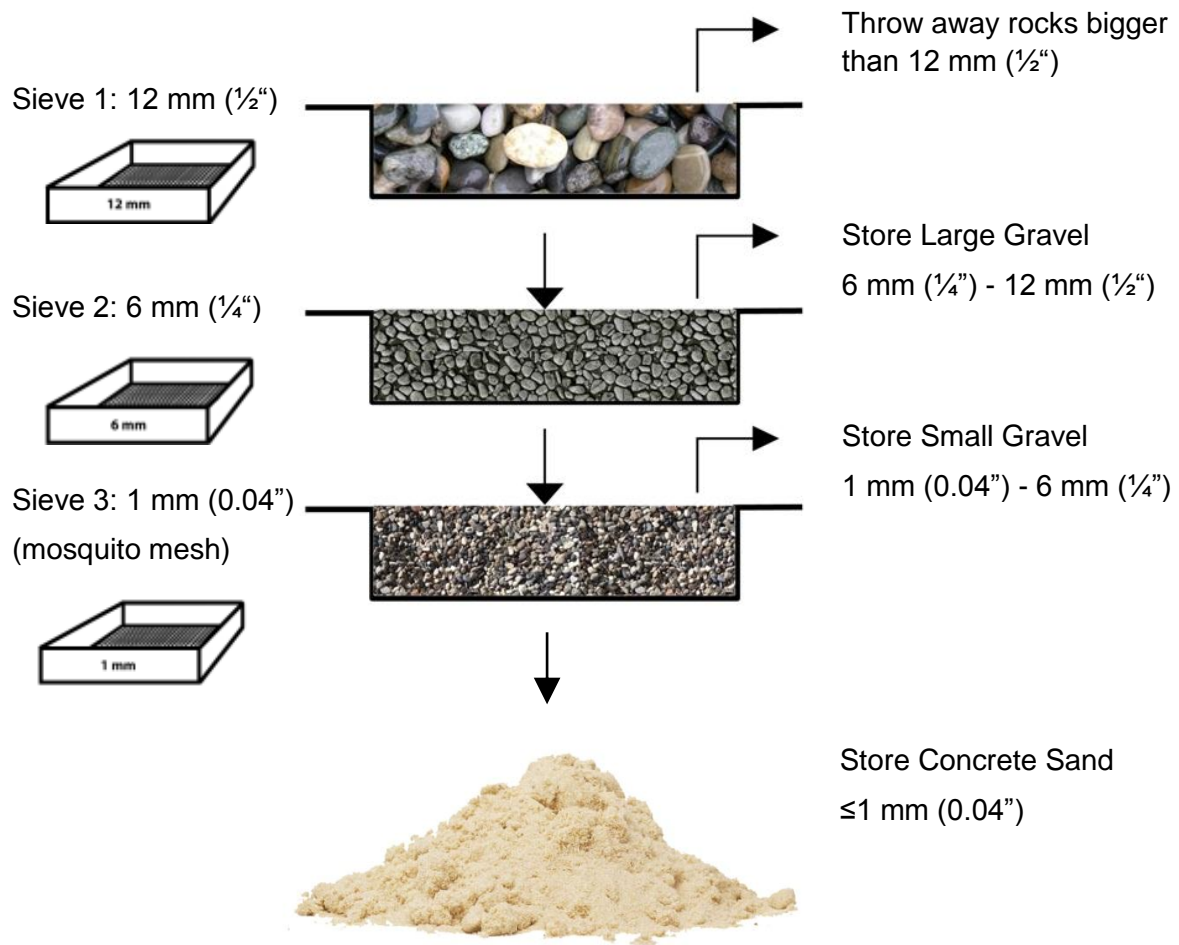 Throw away rocks bigger
than 12 mm (½“)
Sieve 1: 12 mm (½“)
12 mm
Store Large Gravel
6 mm (¼”) - 12 mm (½”)
Sieve 2: 6 mm (¼“)
6 mm
Store Small Gravel
1 mm (0.04”) - 6 mm (¼”)
Sieve 3: 1 mm (0.04”)
(mosquito mesh)
1 mm
Store Concrete Sand
≤1 mm (0.04”)